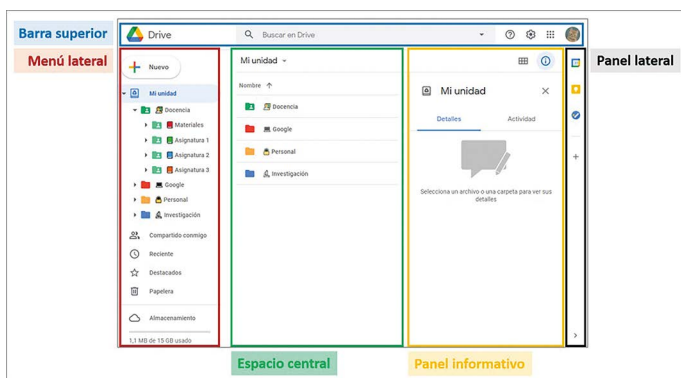 Barra superior
Drive
Buscar en Drive
Menú lateral
Panel lateral
Nuevo
Mi unidad
Docencia
Materiales
Asignatura 1
Asignatura 2
Asignatura 3
Google
Personal
Investigación
Compartido conmigo
Reciente
Destacados
Papelera
Almacenamiento
1,1 MB de 15 GB usado
Mi unidad
Nombre
Docencia
Google
Personal
Investigación
Mi unidad
Detalles
Actividad
Selecciona un archivo o una carpeta para ver sus
detalles
Espacio central
Panel informativo